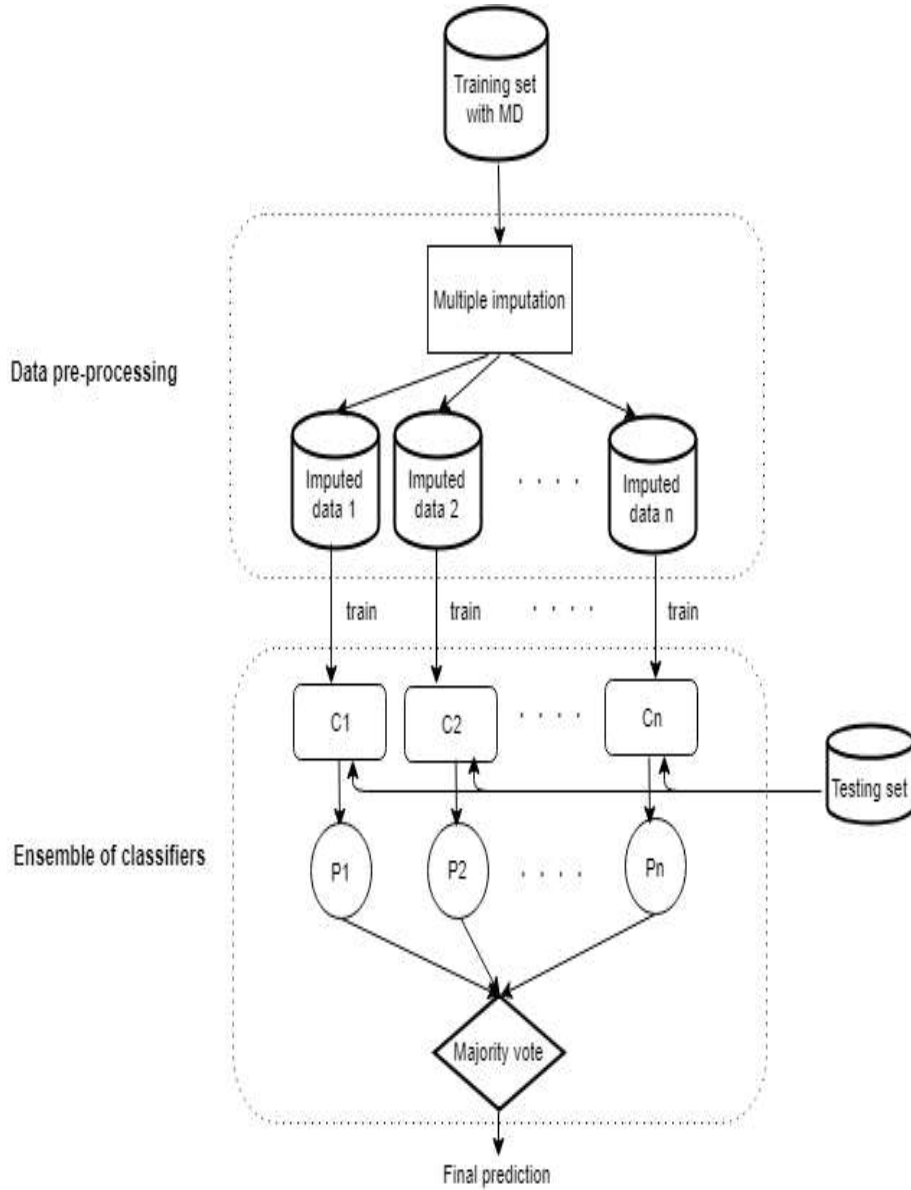 Training set
with MD
Multiple imputation
Data pre-processing
Imputed
data 1
Imputed
data 2
. . . .
Imputed
data n
train
train
. . . .
train
C1
C2
. . . .
Cn
Testing set
Ensemble of classifiers
P1
P2
. . . .
Pn
Majority vote
Final prediction